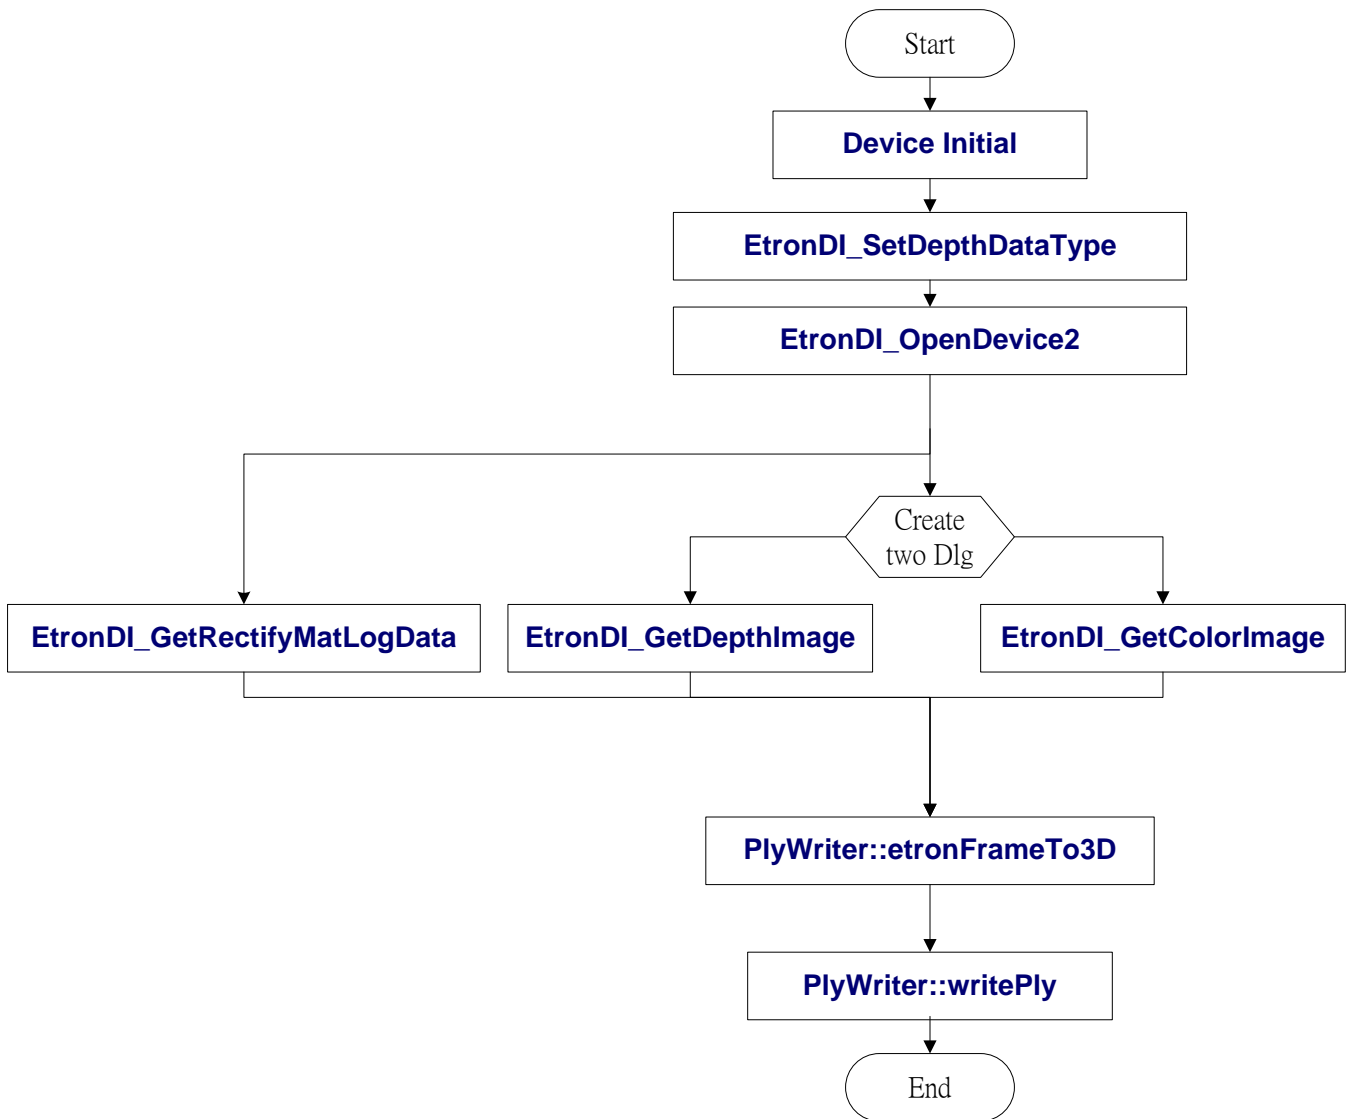 Start
Device Initial
EtronDI_SetDepthDataType
EtronDI_OpenDevice2
Create
two Dlg
EtronDI_GetRectifyMatLogData
EtronDI_GetDepthImage
EtronDI_GetColorImage
PlyWriter::etronFrameTo3D
PlyWriter::writePly
End